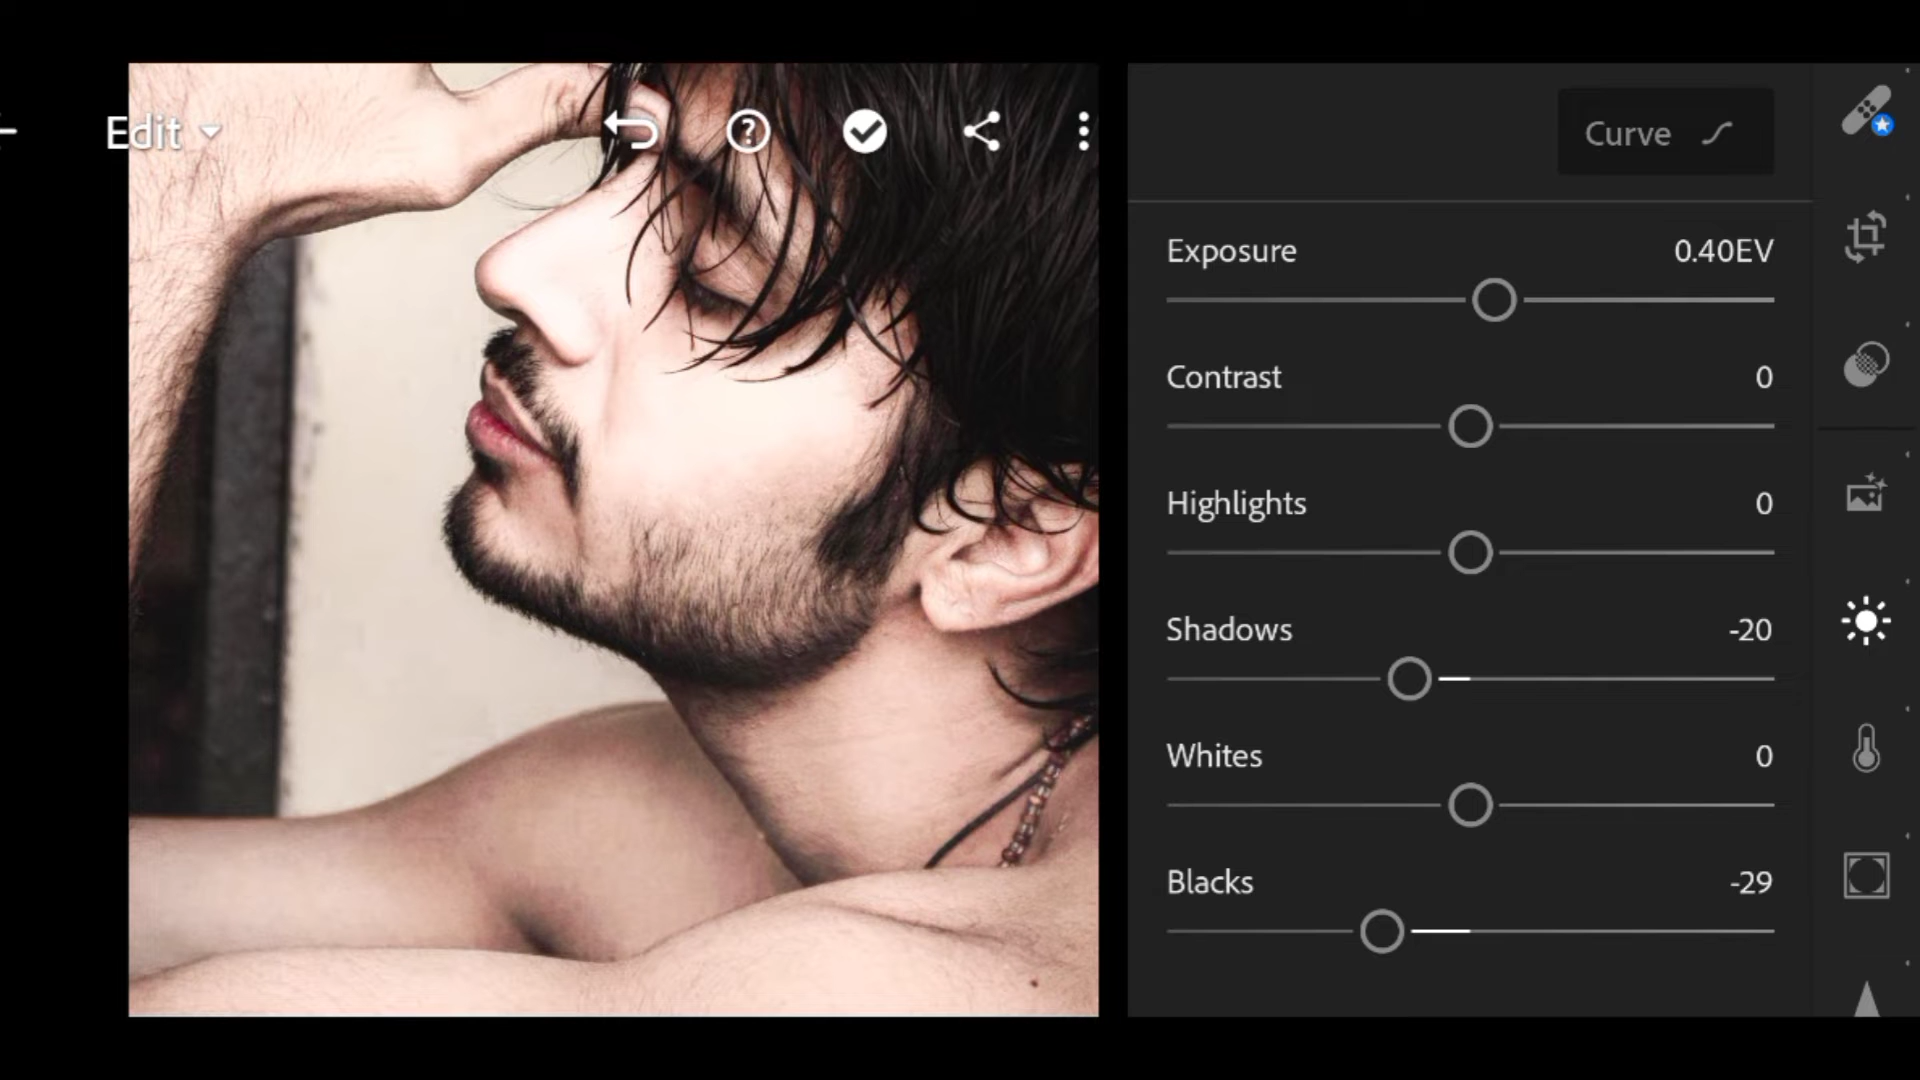 Edit
Curve
Exposure 0.40EV
Contrast 0
Highlights 0
Shadows -20
Whites 0
Blacks -29